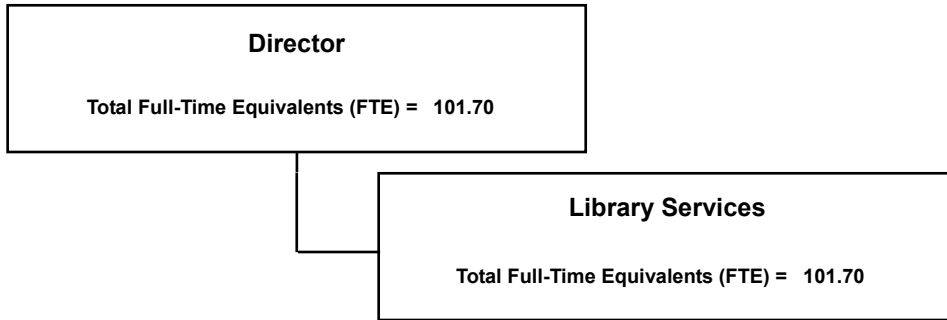 Director
Total Full-Time Equivalents (FTE) = 101.70
Library Services
Total Full-Time Equivalents (FTE) = 101.70